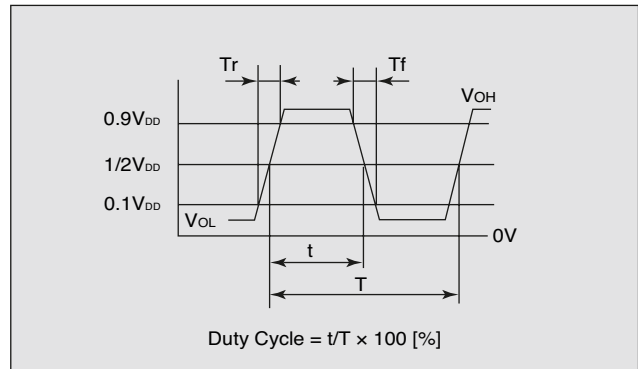 Tr Tf
VOH
0.9VDD
1/2VDD
0.1VDD
VOL
0V
t
T
Duty Cycle = t/T × 100 [%]